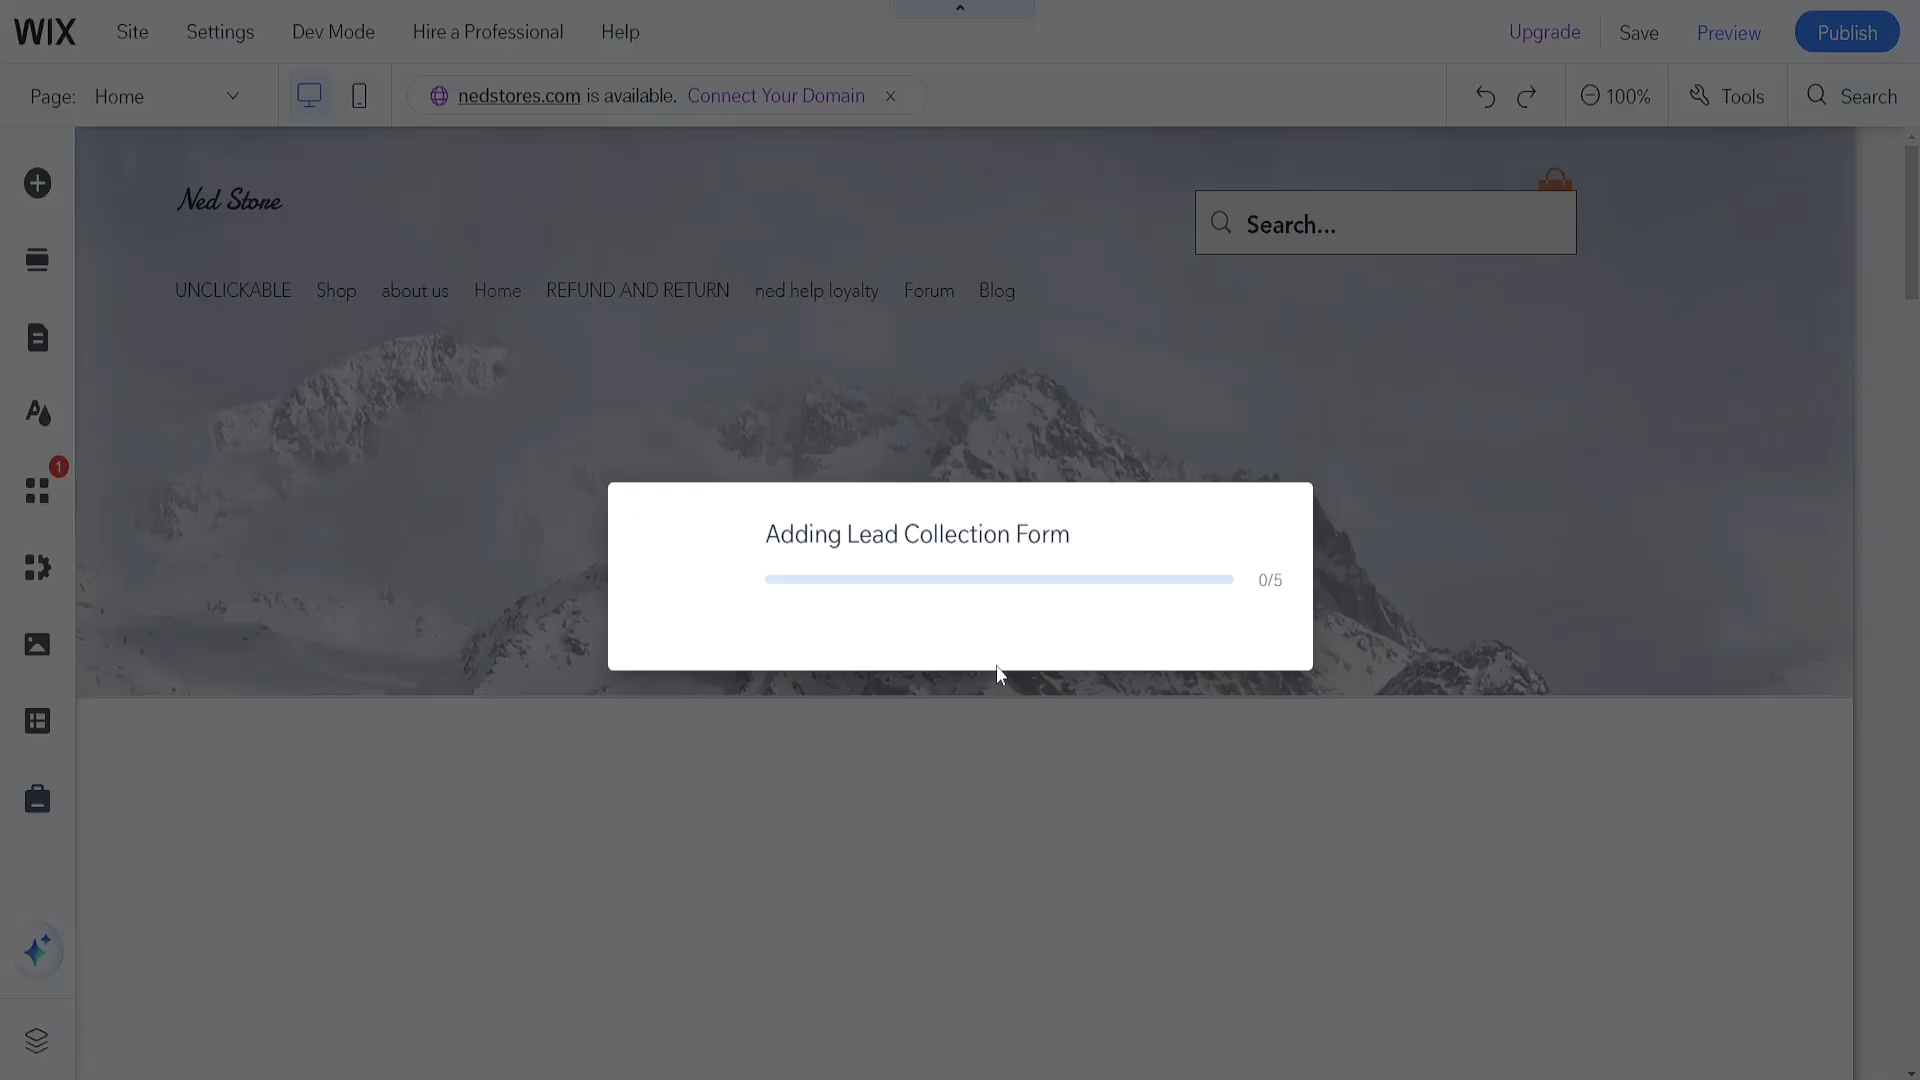 WIX Site Settings Dev Mode Hire a Professional Help Upgrade Save Preview Publish
Page: Home nedstores.com is available. Connect Your Domain 100% Tools Search
Ned Store
Search...
UNCLICKABLE Shop about us Home REFUND AND RETURN ned help loyalty Forum Blog
1
Adding Lead Collection Form
0/5